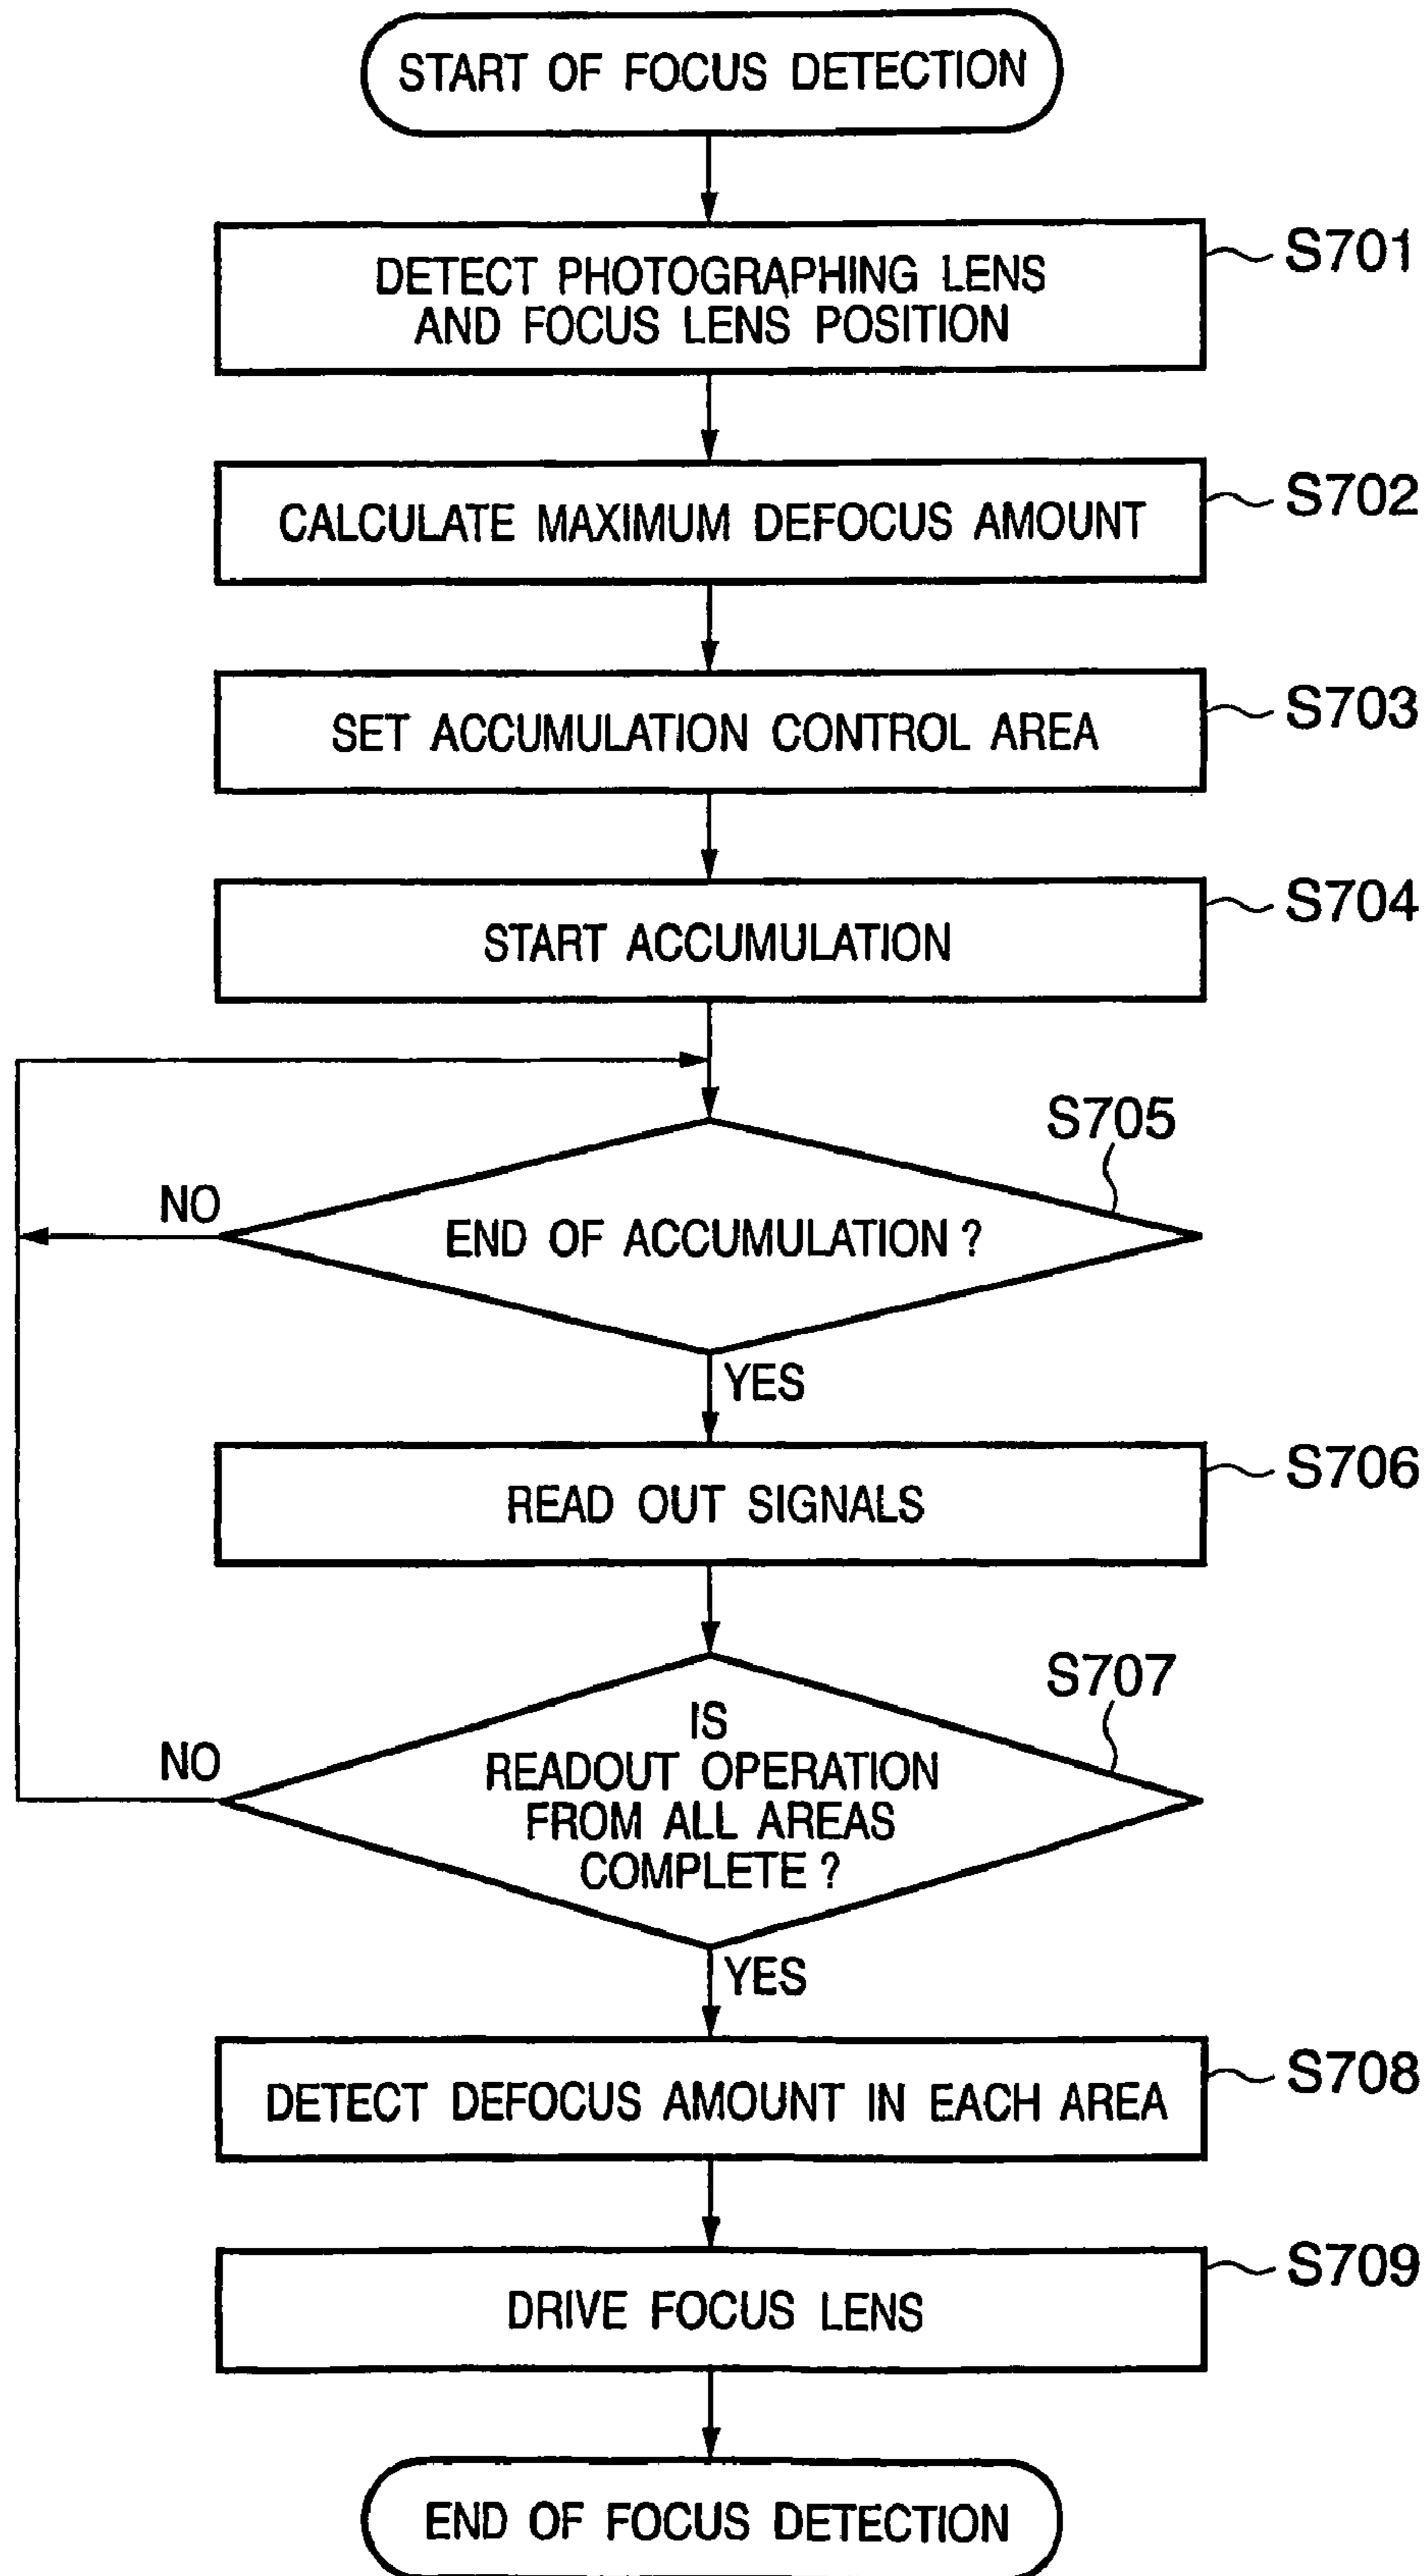 START OF FOCUS DETECTION
S701
DETECT PHOTOGRAPHING LENS
AND FOCUS LENS POSITION
S702
CALCULATE MAXIMUM DEFOCUS AMOUNT
S703
SET ACCUMULATION CONTROL AREA
S704
START ACCUMULATION
S705
NO
END OF ACCUMULATION ?
YES
S706
READ OUT SIGNALS
S707
NO
IS
READOUT OPERATION
FROM ALL AREAS
COMPLETE ?
YES
S708
DETECT DEFOCUS AMOUNT IN EACH AREA
S709
DRIVE FOCUS LENS
END OF FOCUS DETECTION